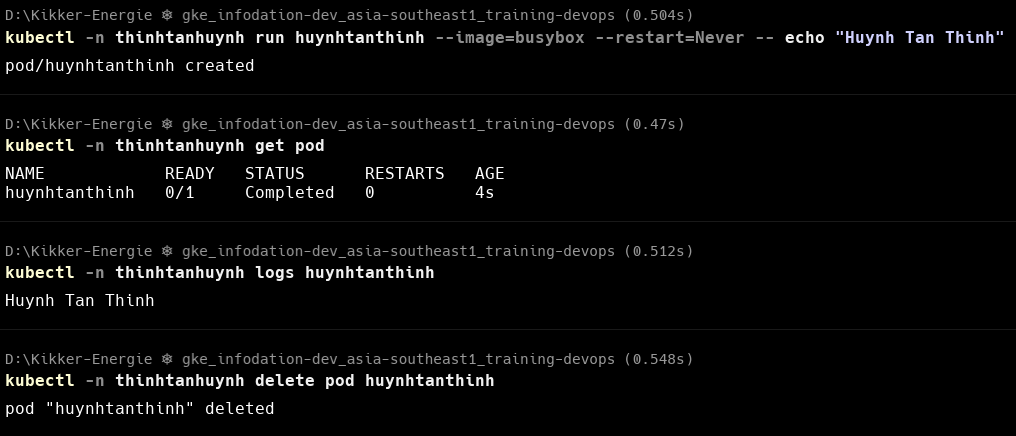 D:\Kikker-Energie ⎈ gke_infodation-dev_asia-southeast1_training-devops (0.504s)
kubectl -n thinhtanhuynh run huynhtanthinh --image=busybox --restart=Never -- echo "Huynh Tan Thinh"
pod/huynhtanthinh created
D:\Kikker-Energie ⎈ gke_infodation-dev_asia-southeast1_training-devops (0.47s)
kubectl -n thinhtanhuynh get pod
NAME            READY   STATUS      RESTARTS   AGE
huynhtanthinh   0/1     Completed   0          4s
D:\Kikker-Energie ⎈ gke_infodation-dev_asia-southeast1_training-devops (0.512s)
kubectl -n thinhtanhuynh logs huynhtanthinh
Huynh Tan Thinh
D:\Kikker-Energie ⎈ gke_infodation-dev_asia-southeast1_training-devops (0.548s)
kubectl -n thinhtanhuynh delete pod huynhtanthinh
pod "huynhtanthinh" deleted